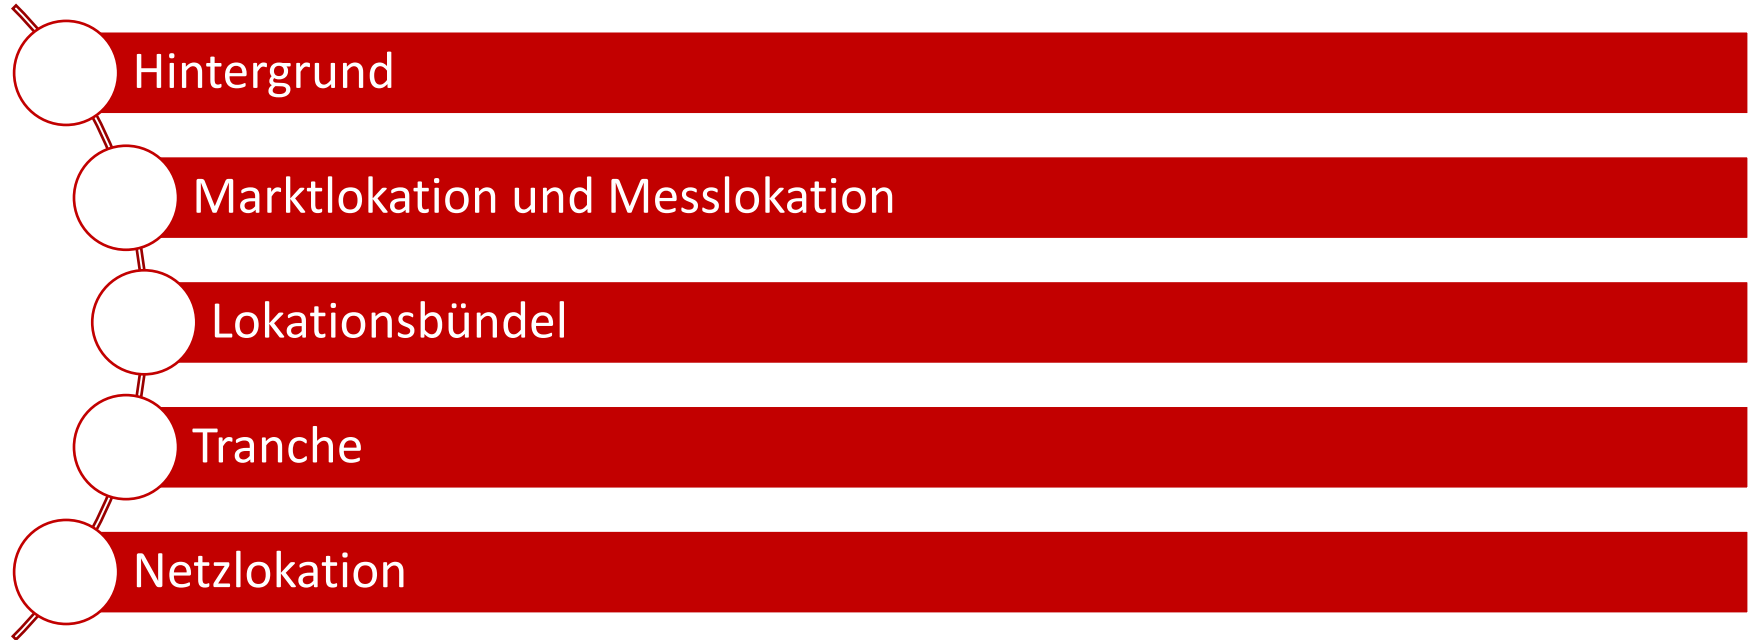 Hintergrund
Marktlokation und Messlokation
Lokationsbündel
Tranche
Netzlokation